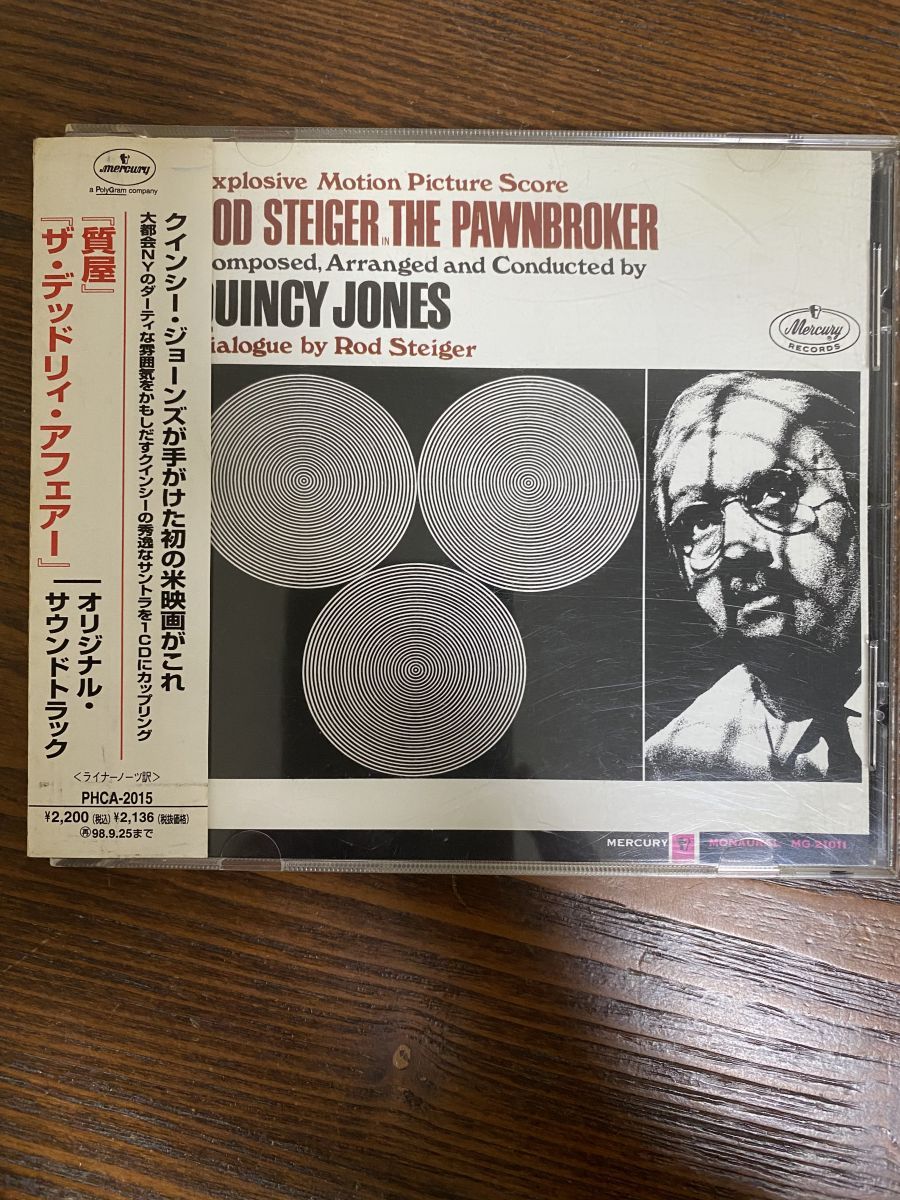 mercury
a PolyGram company
クインシー・ジョーンズが手がけた初の米映画がこれ
大都会NYのダーティな雰囲気をかもしだすクインシーの秀逸なサントラを1CDにカップリング
『質屋』
『ザ・デッドリィ・アフェアー』
オリジナル・
サウンドトラック
<ライナーノーツ訳>
PHCA-2015
¥2,200(税込)¥2,136(税抜価格)
再98.9.25まで
xplosive Motion Picture Score
OD STEIGER IN THE PAWNBROKER
omposed, Arranged and Conducted by
QUINCY JONES
ialogue by Rod Steiger
Mercury
RECORDS
MERCURY MONAURAL MG-21011